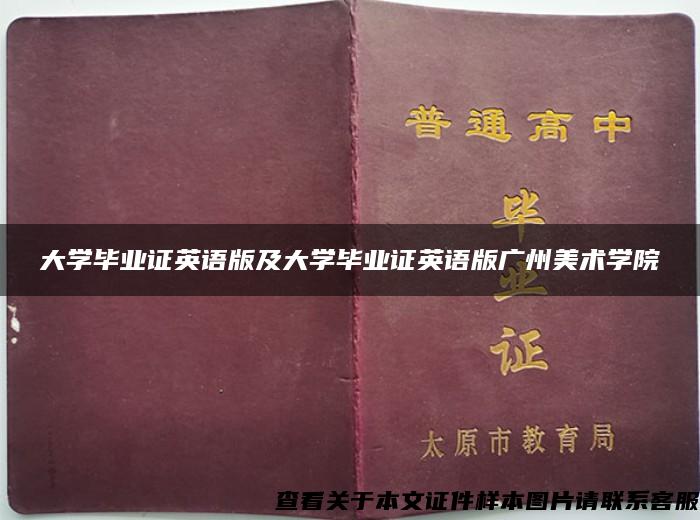 普通高中
毕
大学毕业证英语版及大学毕业证英语版广州美术学院
业
证
太原市教育局
查看关于本文证件样本图片请联系客服